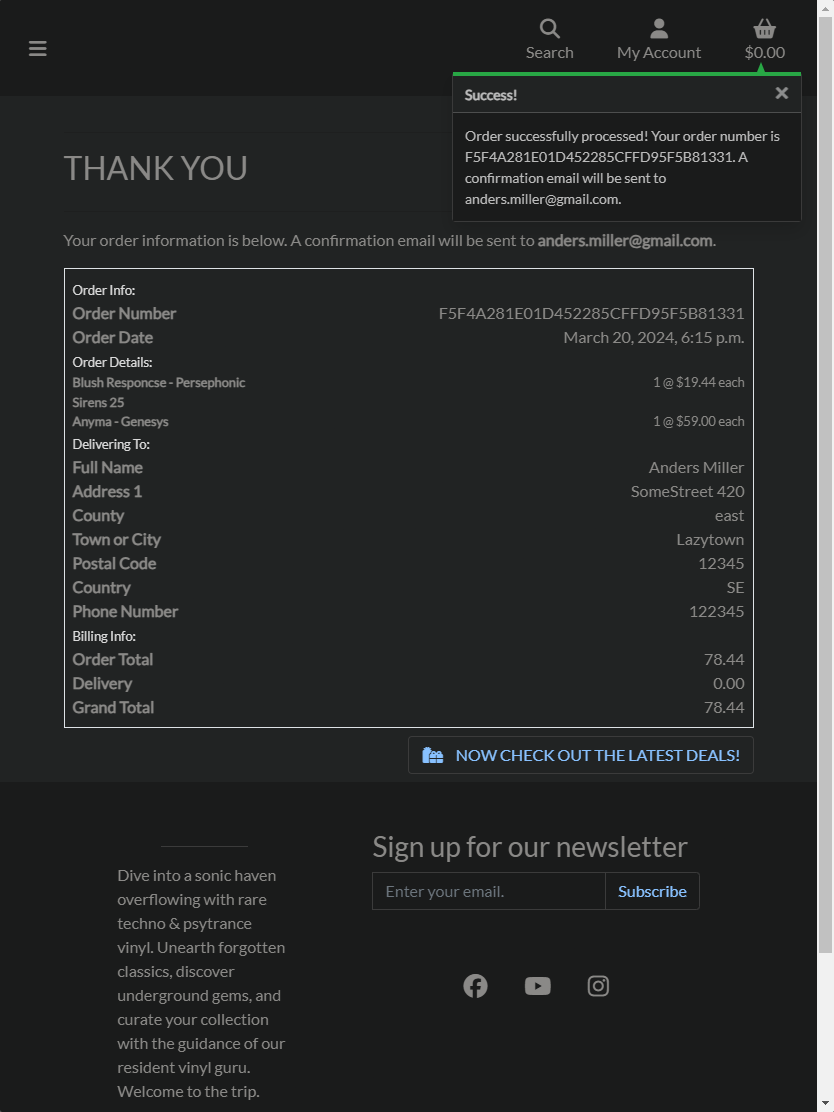 Search
My Account
$0.00
Success!
Order successfully processed! Your order number is
F5F4A281E01D452285CFFD95F5B81331. A
confirmation email will be sent to
anders.miller@gmail.com.
THANK YOU
Your order information is below. A confirmation email will be sent to anders.miller@gmail.com.
Order Info:
Order Number F5F4A281E01D452285CFFD95F5B81331
Order Date March 20, 2024, 6:15 p.m.
Order Details:
Blush Responcse - Persephonic 1 @ $19.44 each
Sirens 25
Anyma - Genesys 1 @ $59.00 each
Delivering To:
Full Name Anders Miller
Address 1 SomeStreet 420
County east
Town or City Lazytown
Postal Code 12345
Country SE
Phone Number 122345
Billing Info:
Order Total 78.44
Delivery 0.00
Grand Total 78.44
NOW CHECK OUT THE LATEST DEALS!
Dive into a sonic haven
overflowing with rare
techno & psytrance
vinyl. Unearth forgotten
classics, discover
underground gems, and
curate your collection
with the guidance of our
resident vinyl guru.
Welcome to the trip.
Sign up for our newsletter
Enter your email.
Subscribe